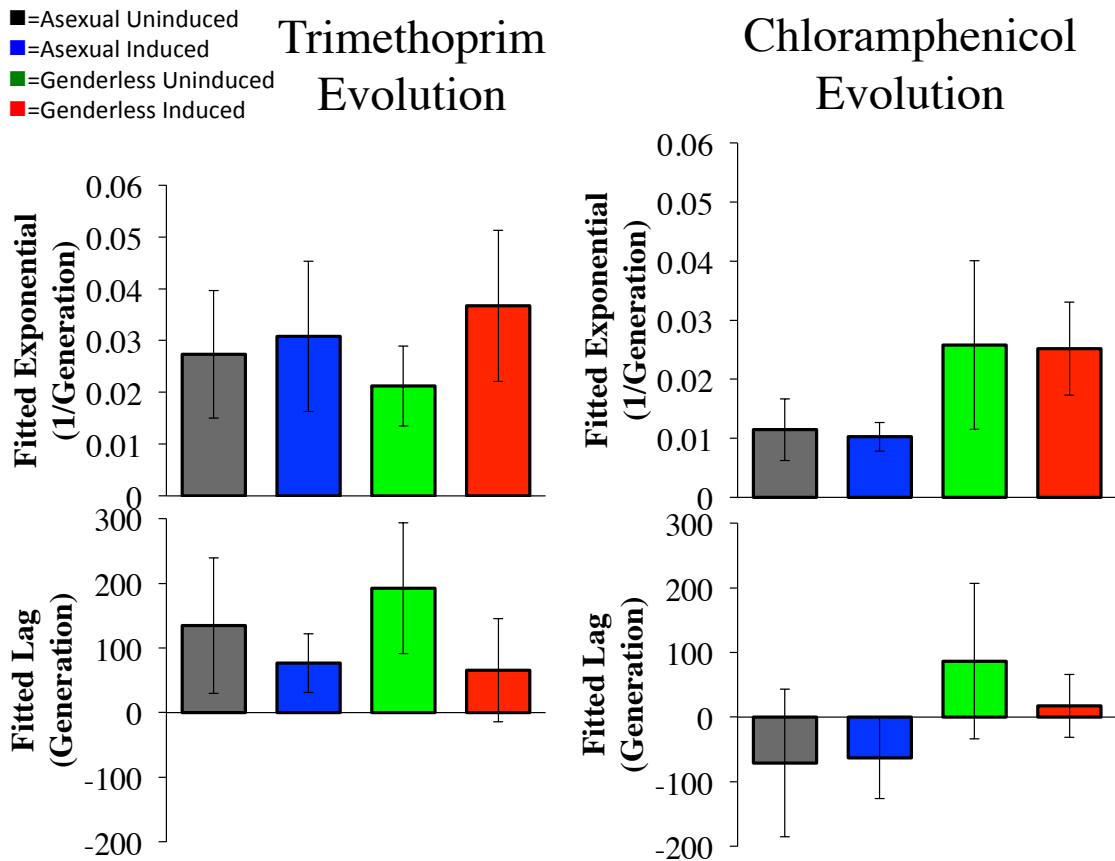 =Asexual Uninduced
=Asexual Induced
=Genderless Uninduced
=Genderless Induced
Trimethoprim
Evolution
Chloramphenicol
Evolution
Fitted Exponential
(1/Generation)
0.06
0.05
0.04
0.03
0.02
0.01
0
Fitted Exponential
(1/Generation)
0.06
0.05
0.04
0.03
0.02
0.01
0
Fitted Lag
(Generation)
300
200
100
0
-100
-200
Fitted Lag
(Generation)
300
200
100
0
-100
-200